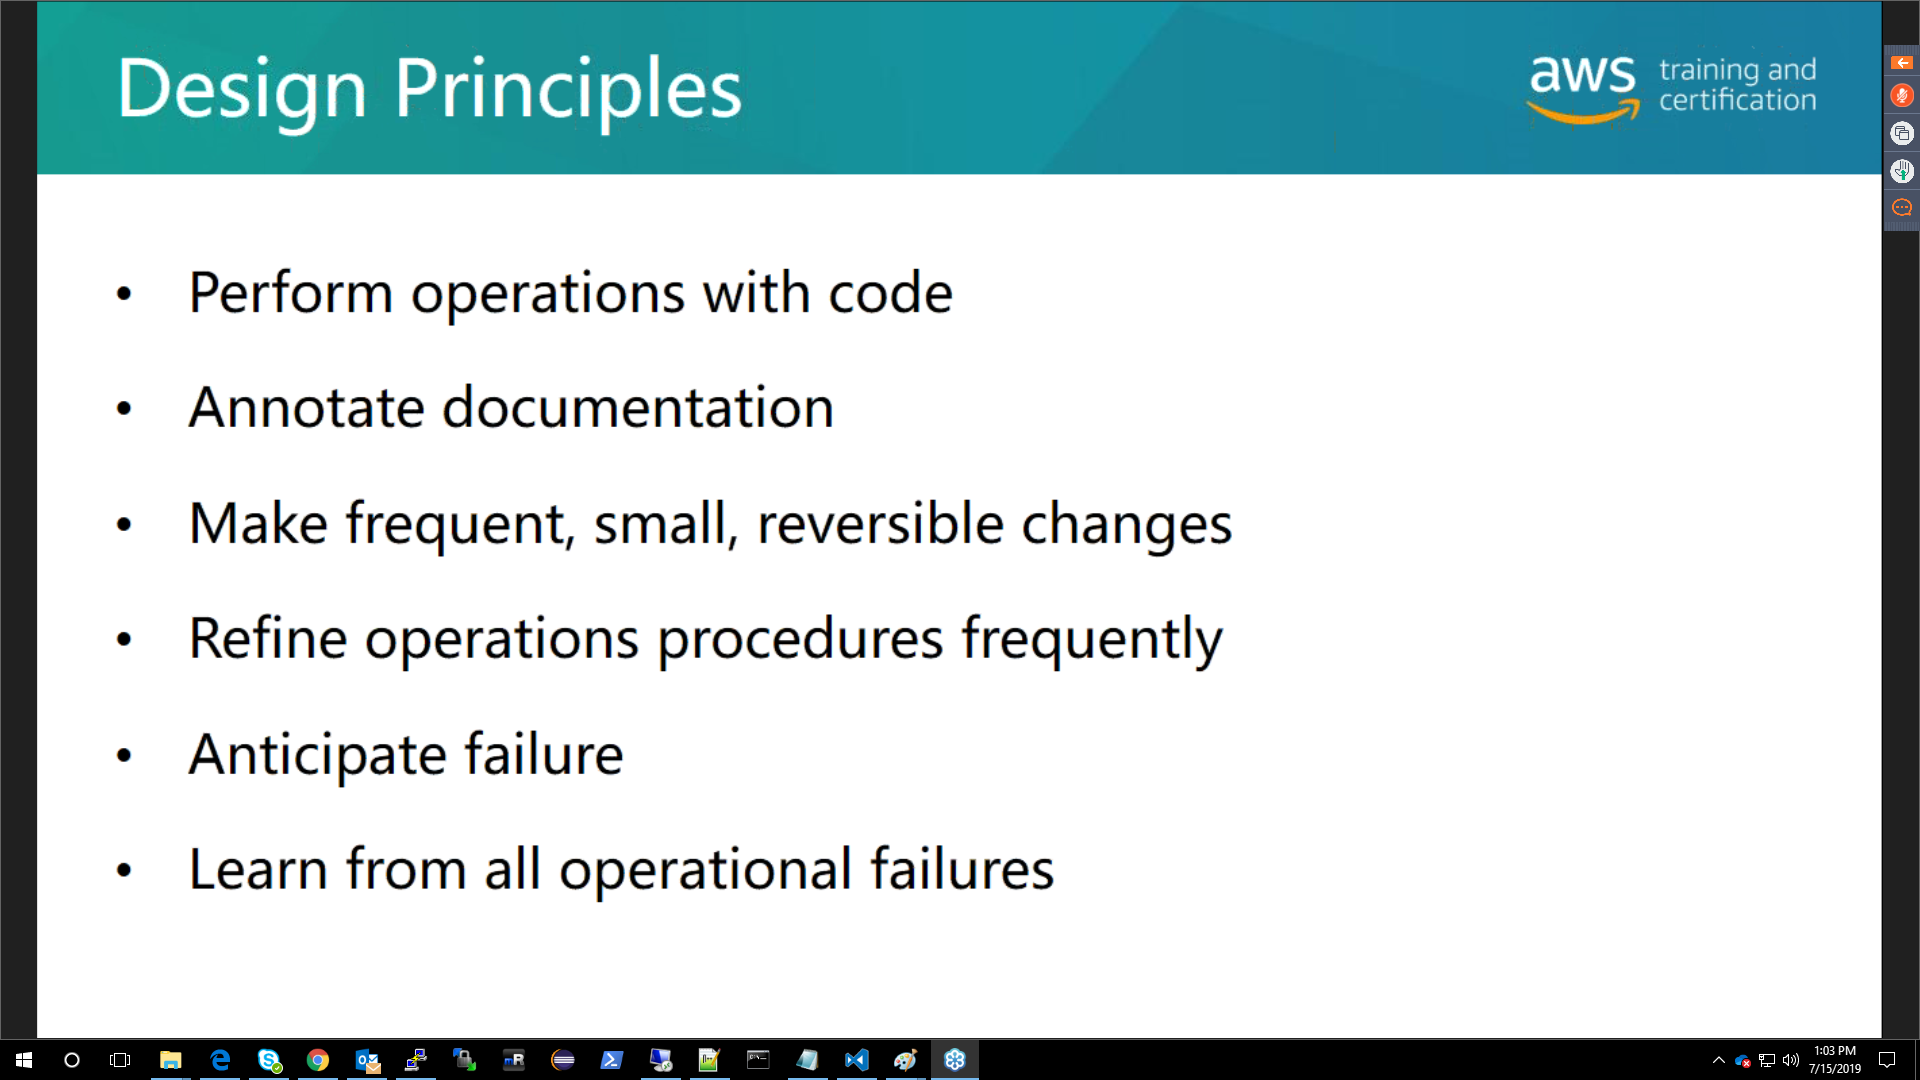 Design Principles
aws training and
certification
• Perform operations with code
• Annotate documentation
• Make frequent, small, reversible changes
• Refine operations procedures frequently
• Anticipate failure
• Learn from all operational failures
1:03 PM
7/15/2019